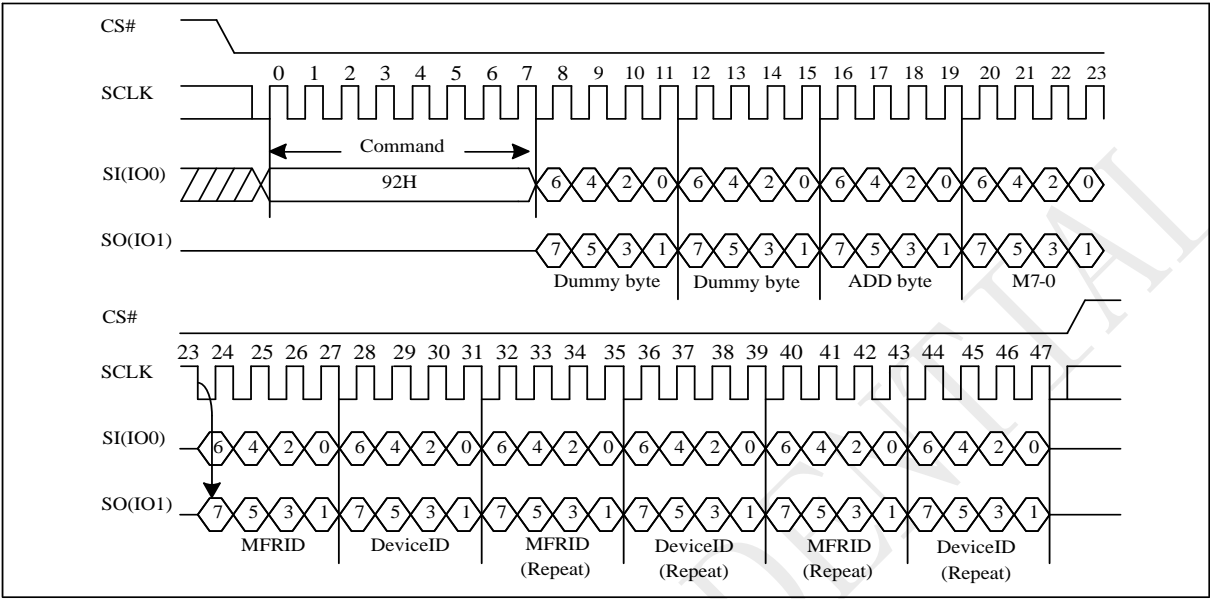 CS#
0 1 2 3 4 5 6 7 8 9 10 11 12 13 14 15 16 17 18 19 20 21 22 23
SCLK
Command
SI(IO0) 92H 6 4 2 0 6 4 2 0 6 4 2 0 6 4 2 0
SO(IO1) 7 5 3 1 7 5 3 1 7 5 3 1 7 5 3 1
Dummy byte Dummy byte ADD byte M7-0
CS#
23 24 25 26 27 28 29 30 31 32 33 34 35 36 37 38 39 40 41 42 43 44 45 46 47
SCLK
SI(IO0) 6 4 2 0 6 4 2 0 6 4 2 0 6 4 2 0 6 4 2 0 6 4 2 0
SO(IO1) 7 5 3 1 7 5 3 1 7 5 3 1 7 5 3 1 7 5 3 1 7 5 3 1
MFRID DeviceID MFRID DeviceID MFRID DeviceID
(Repeat) (Repeat) (Repeat) (Repeat)
DENTIAL